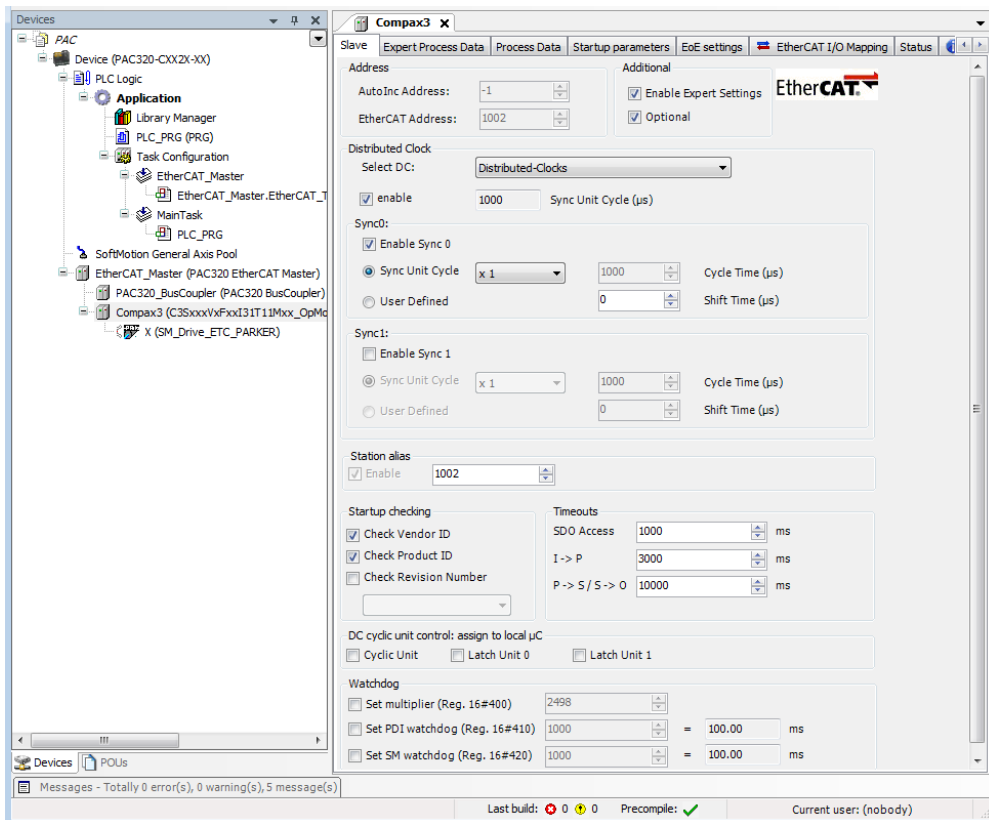 Devices
PAC
Device (PAC320-CXX2X-XX)
PLC Logic
Application
Library Manager
PLC_PRG (PRG)
Task Configuration
EtherCAT_Master
EtherCAT_Master.EtherCAT_T
MainTask
PLC_PRG
SoftMotion General Axis Pool
EtherCAT_Master (PAC320 EtherCAT Master)
PAC320_BusCoupler (PAC320 BusCoupler)
Compax3 (C3SxxxVxFxxI31T11Mxx_OpMo
X (SM_Drive_ETC_PARKER)
Devices POUs
Compax3
Slave Expert Process Data Process Data Startup parameters EoE settings EtherCAT I/O Mapping Status
Address Additional
AutoInc Address: -1 Enable Expert Settings EtherCAT.
EtherCAT Address: 1002 Optional
Distributed Clock
Select DC: Distributed-Clocks
enable 1000 Sync Unit Cycle (µs)
Sync0:
Enable Sync 0
Sync Unit Cycle x 1 1000 Cycle Time (µs)
User Defined 0 Shift Time (µs)
Sync1:
Enable Sync 1
Sync Unit Cycle x 1 1000 Cycle Time (µs)
User Defined 0 Shift Time (µs)
Station alias
Enable 1002
Startup checking Timeouts
Check Vendor ID SDO Access 1000 ms
Check Product ID I -> P 3000 ms
Check Revision Number P -> S / S -> O 10000 ms
DC cyclic unit control: assign to local µC
Cyclic Unit Latch Unit 0 Latch Unit 1
Watchdog
Set multiplier (Reg. 16#400) 2498
Set PDI watchdog (Reg. 16#410) 1000 = 100.00 ms
Set SM watchdog (Reg. 16#420) 1000 = 100.00 ms
Messages - Totally 0 error(s), 0 warning(s), 5 message(s)
Last build: 0 0 Precompile: Current user: (nobody)